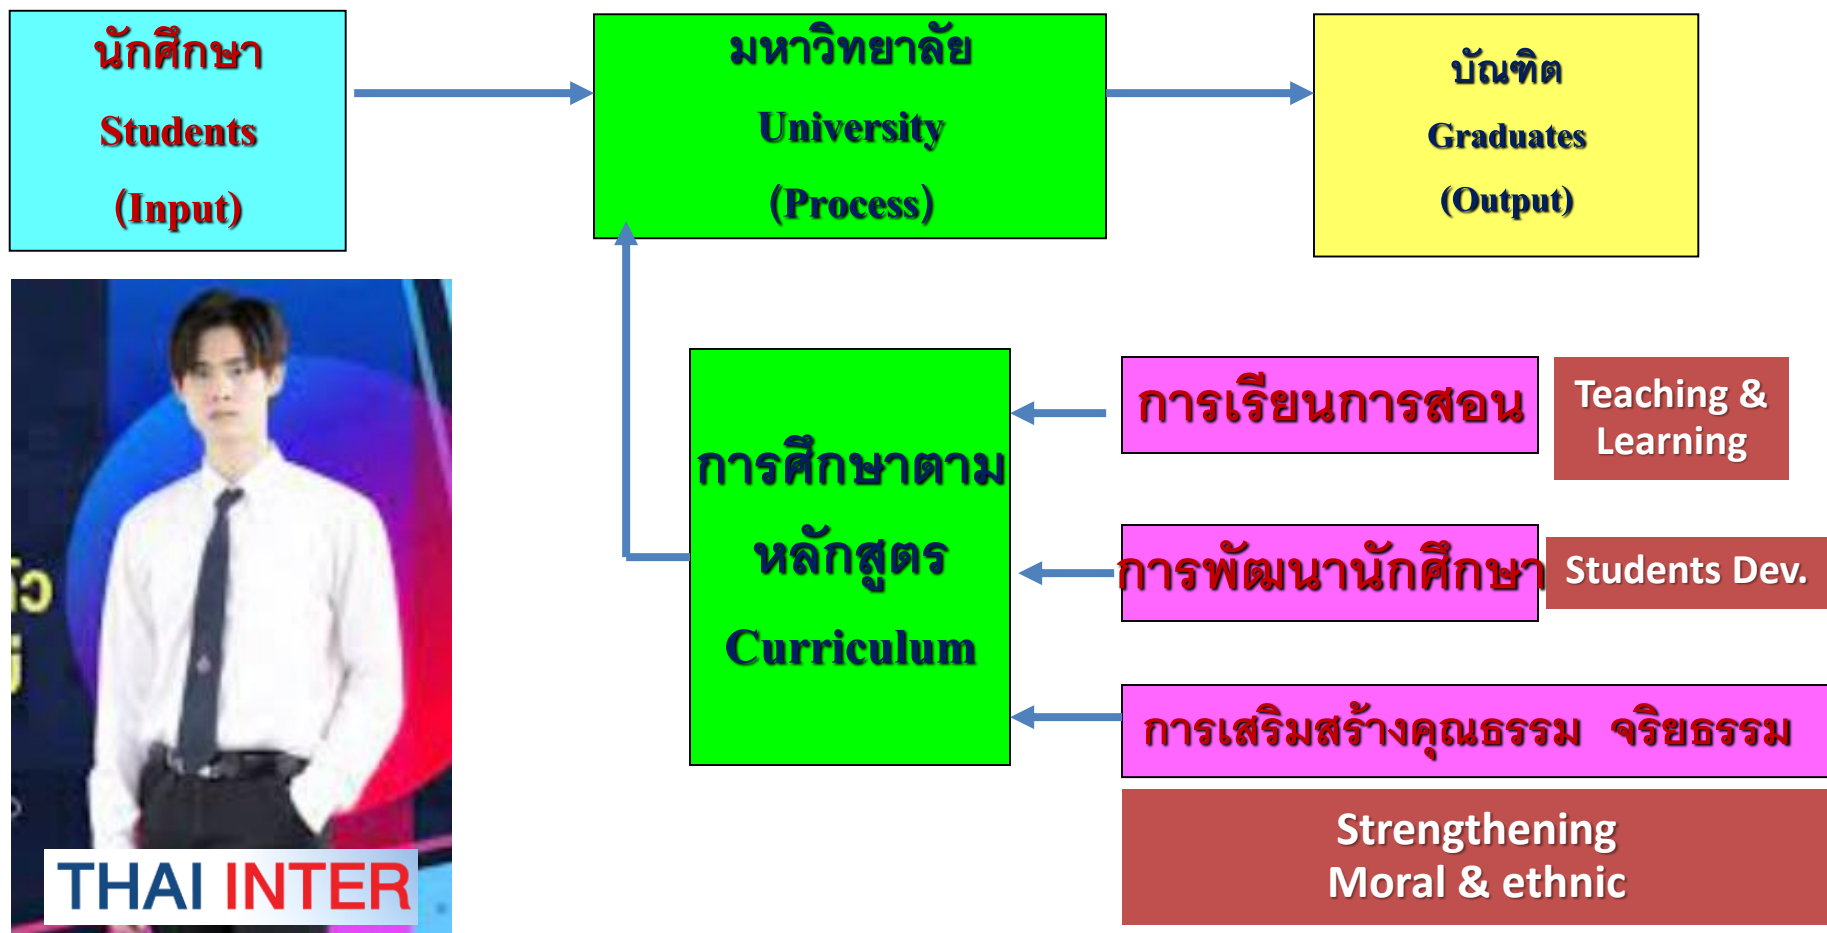 นักศึกษา
Students
(Input)
มหาวิทยาลัย
University
(Process)
บัณฑิต
Graduates
(Output)
การศึกษาตาม
หลักสูตร
Curriculum
การเรียนการสอน
Teaching &
Learning
การพัฒนานักศึกษา
Students Dev.
การเสริมสร้างคุณธรรม จริยธรรม
Strengthening
Moral & ethnic
THAI INTER